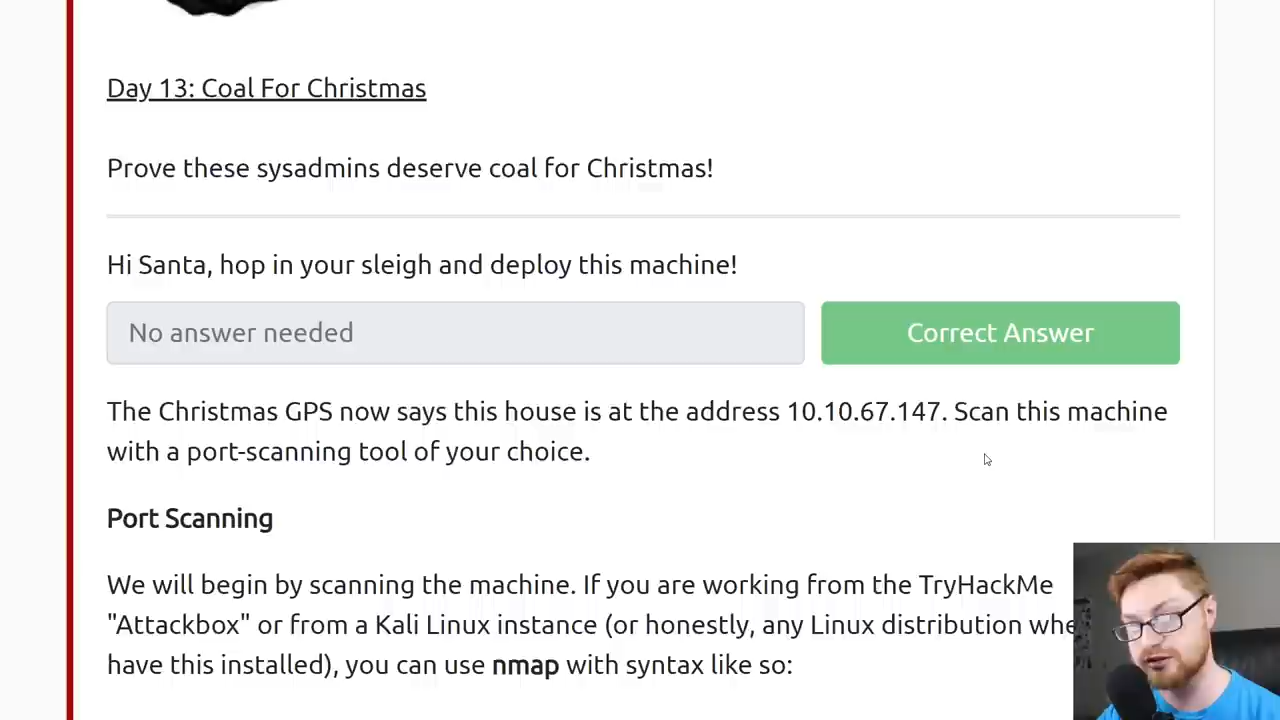 Day 13: Coal For Christmas
Prove these sysadmins deserve coal for Christmas!
Hi Santa, hop in your sleigh and deploy this machine!
No answer needed
Correct Answer
The Christmas GPS now says this house is at the address 10.10.67.147. Scan this machine
with a port-scanning tool of your choice.
Port Scanning
We will begin by scanning the machine. If you are working from the TryHackMe
"Attackbox" or from a Kali Linux instance (or honestly, any Linux distribution
have this installed), you can use nmap with syntax like so: